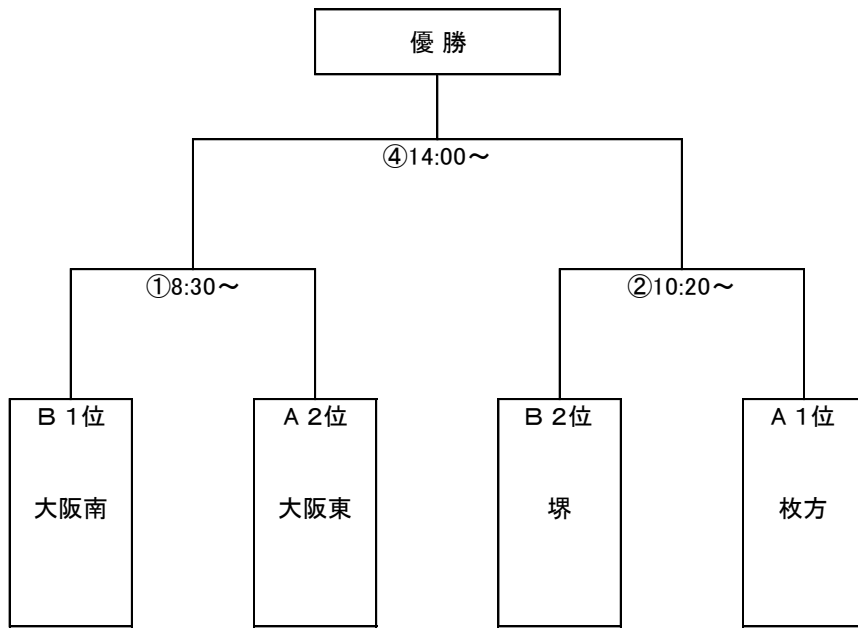 優 勝
④14:00～
①8:30～
②10:20～
Ｂ 1位
Ａ 2位
Ｂ 2位
Ａ 1位
大阪南
大阪東
堺
枚方